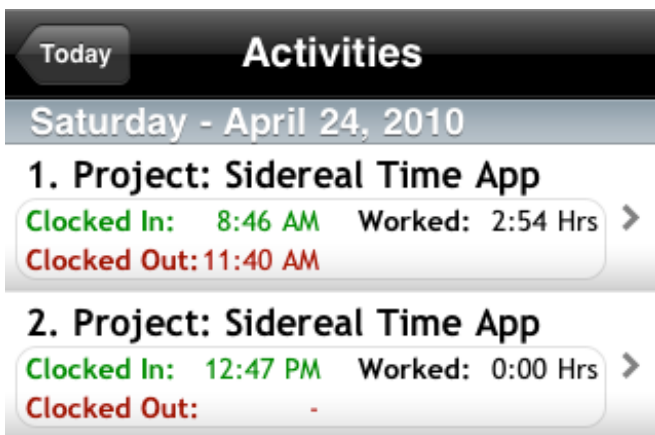 Today Activities
Saturday - April 24, 2010
1. Project: Sidereal Time App
Clocked In: 8:46 AM Worked: 2:54 Hrs
Clocked Out: 11:40 AM
2. Project: Sidereal Time App
Clocked In: 12:47 PM Worked: 0:00 Hrs
Clocked Out: -